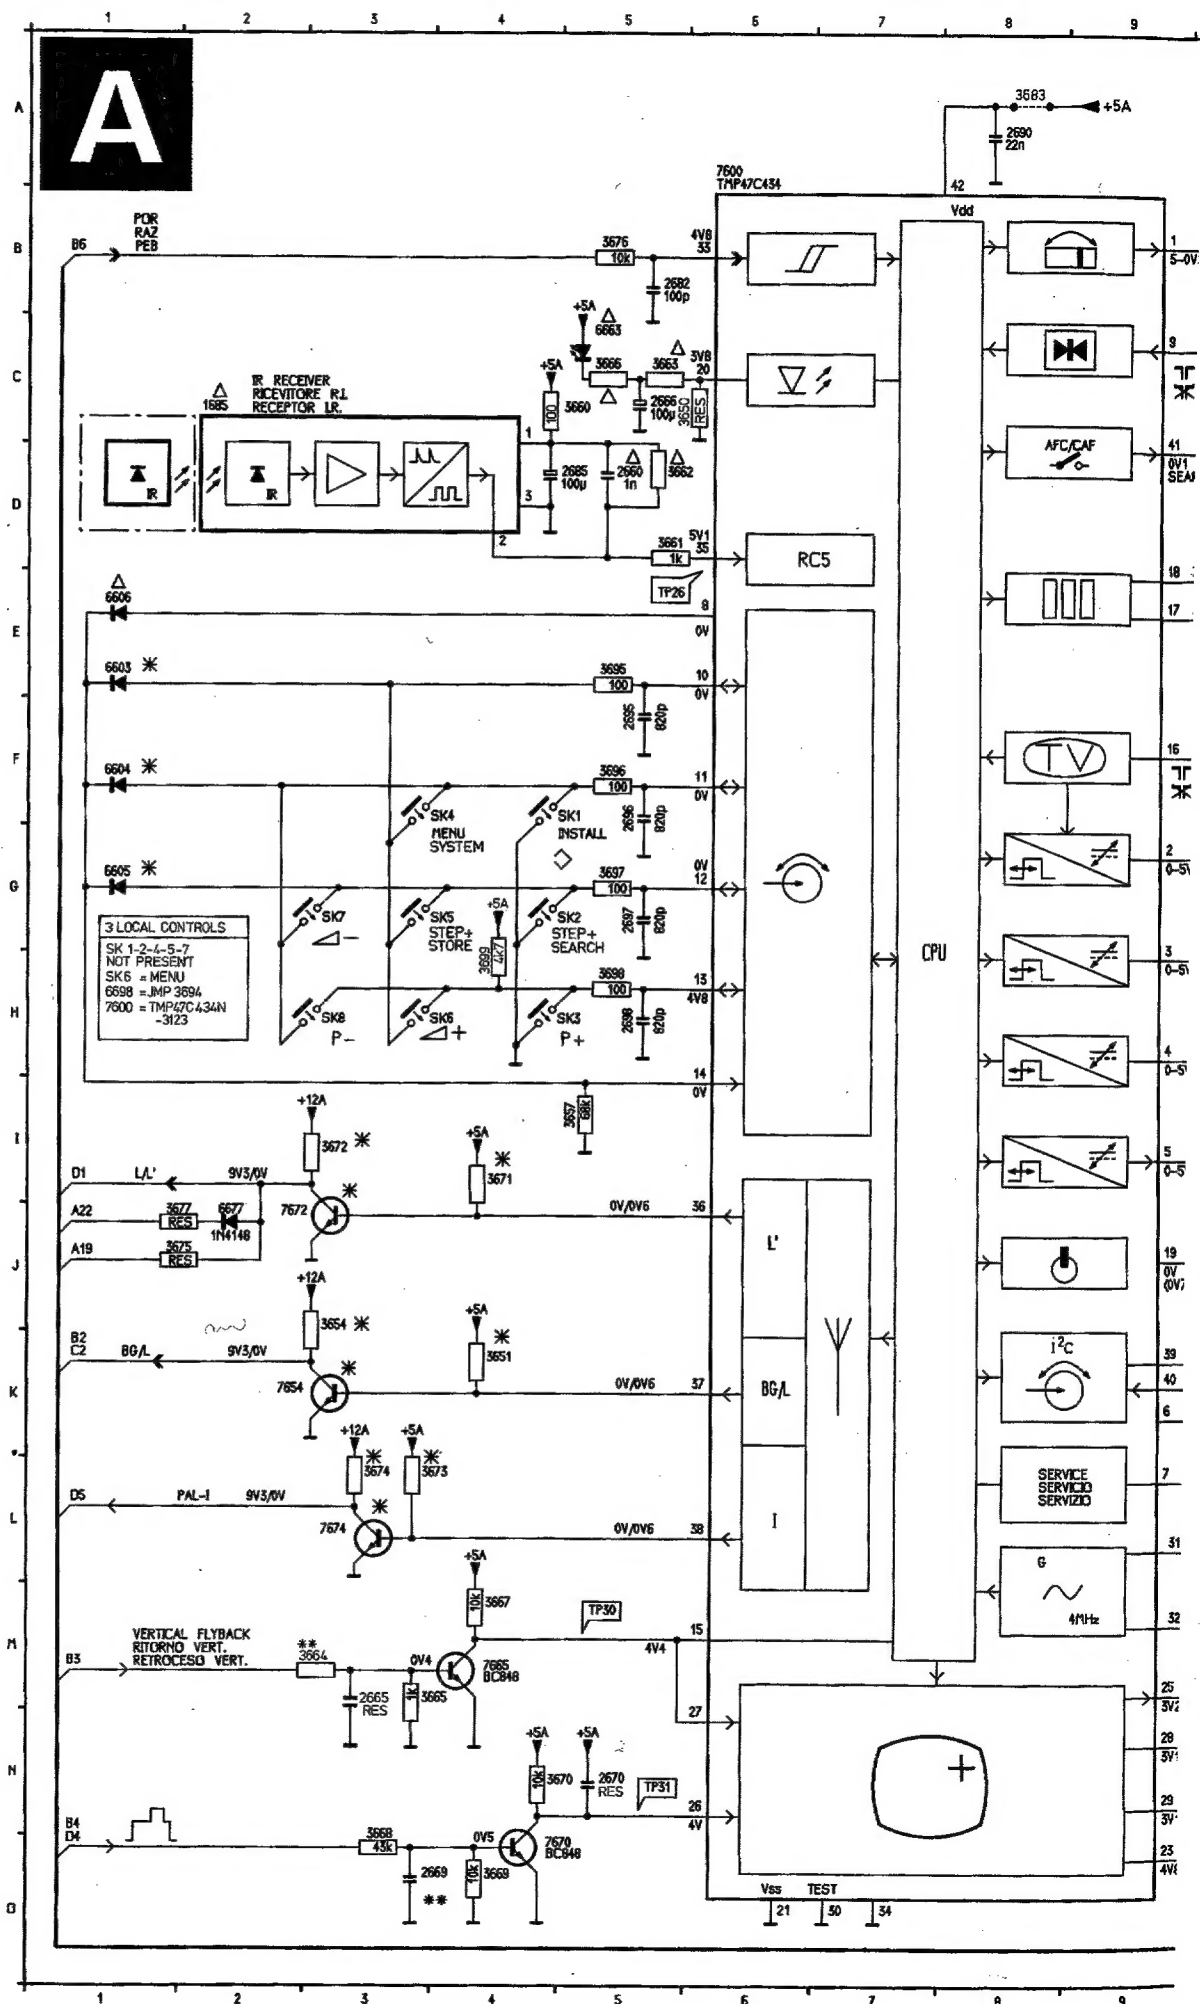 1 2 3 4 5 6 7 8 9
A
A
3683
+5A
2690
22n
7600
TMP47C434
42
Vdd
B
B6
POR
RAZ
PEB
3676
10k
4V8
33
2682
100p
1
+5A
6663
C
IR RECEIVER
RICEVITORE R.I.
RECEPTOR I.R.
1685
+5A
3660
100
3666
3663
3V8
20
2666
100µ
3650
RES
9
D
IR
IR
1
3
2
2685
100µ
2660
1n
3662
AFC/CAF
41
0V1
3661
1k
5V1
35
RC5
TP26
E
6606
8
0V
18
17
6603
3695
100
10
0V
2695
820p
F
6604
3696
100
11
0V
2696
820p
TV
16
SK4
MENU
SYSTEM
SK1
INSTALL
G
6605
3697
100
0V
12
2697
820p
2
SK7
−
SK5
STEP+
STORE
+5A
3699
4k7
SK2
STEP+
SEARCH
3 LOCAL CONTROLS
SK 1-2-4-5-7
NOT PRESENT
SK6 = MENU
6698 = JMP 3694
7600 = TMP47C434N
-3123
CPU
3
H
3698
100
13
4V8
2698
820p
SK8
P−
SK6
+
SK3
P+
4
14
0V
3657
68k
I
+12A
3672
+5A
3671
5
D1
L/L'
9V3/0V
7672
0V/0V6
36
L'
A22
3677
RES
6677
1N4148
J
A19
3675
RES
19
0V
+12A
3654
+5A
3651
B2
C2
BG/L
9V3/0V
I²C
39
40
6
K
7654
0V/0V6
37
BG/L
+12A
3674
+5A
3673
SERVICE
SERVICIO
SERVIZIO
7
L
D5
PAL-I
9V3/0V
7674
0V/0V6
38
I
+5A
3667
10k
G
4MHz
31
32
M
VERTICAL FLYBACK
RITORNO VERT.
RETROCESO VERT.
TP30
15
4V4
B3
**
3664
0V4
7665
BC848
2665
RES
3665
1k
27
25
28
N
+5A
3670
10k
+5A
2670
RES
TP31
26
4V
29
B4
D4
3668
43k
0V5
7670
BC848
2669
**
3669
10k
23
O
Vss
21
TEST
30
34
1 2 3 4 5 6 7 8 9